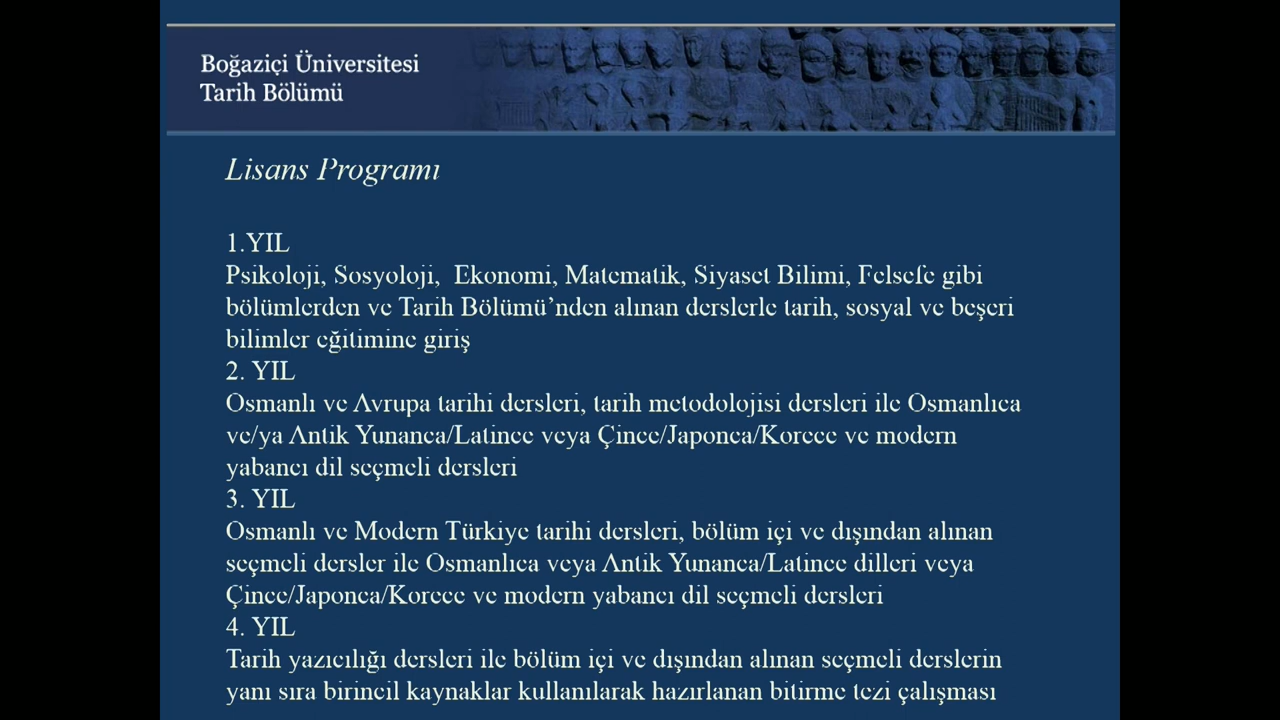 Boğaziçi Üniversitesi
Tarih Bölümü
Lisans Programı
1.YIL
Psikoloji, Sosyoloji, Ekonomi, Matematik, Siyaset Bilimi, Felsefe gibi
bölümlerden ve Tarih Bölümü’nden alınan derslerle tarih, sosyal ve beşeri
bilimler eğitimine giriş
2. YIL
Osmanlı ve Avrupa tarihi dersleri, tarih metodolojisi dersleri ile Osmanlıca
ve/ya Antik Yunanca/Latince veya Çince/Japonca/Korece ve modern
yabancı dil seçmeli dersleri
3. YIL
Osmanlı ve Modern Türkiye tarihi dersleri, bölüm içi ve dışından alınan
seçmeli dersler ile Osmanlıca veya Antik Yunanca/Latince dilleri veya
Çince/Japonca/Korece ve modern yabancı dil seçmeli dersleri
4. YIL
Tarih yazıcılığı dersleri ile bölüm içi ve dışından alınan seçmeli derslerin
yanı sıra birincil kaynaklar kullanılarak hazırlanan bitirme tezi çalışması